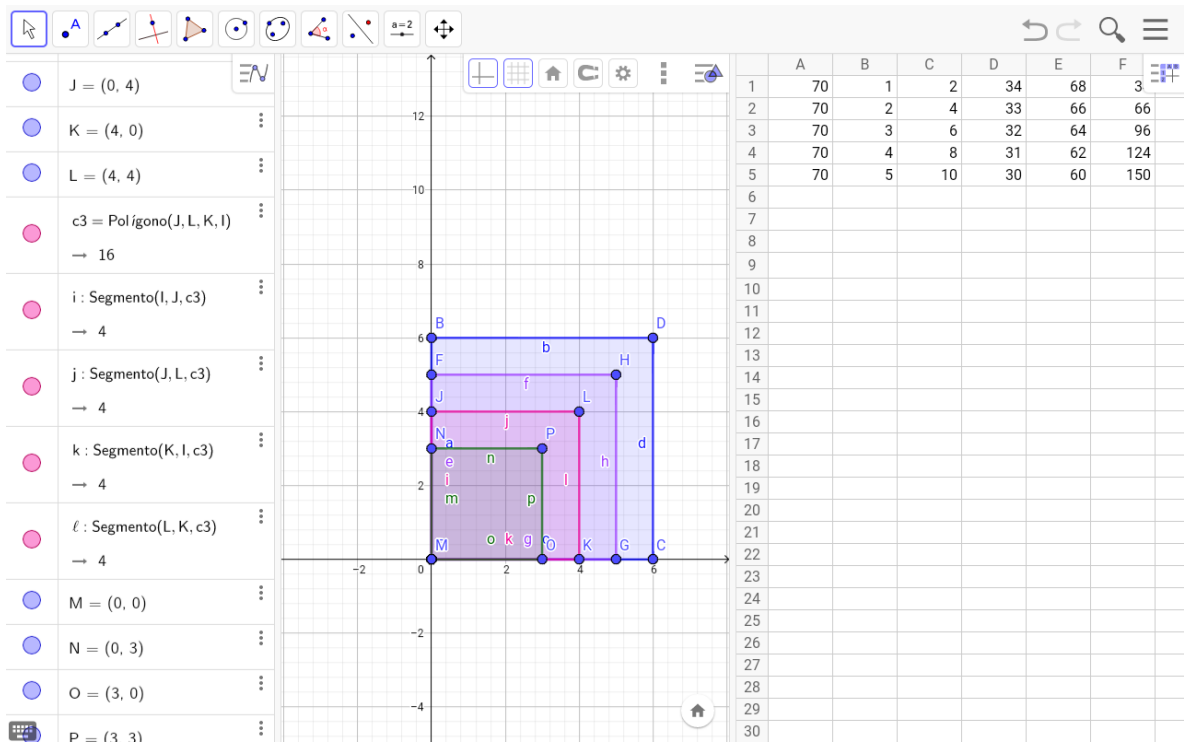 A
a=2
J = (0, 4)
K = (4, 0)
L = (4, 4)
c3 = Polígono(J, L, K, I)
→ 16
i : Segmento(I, J, c3)
→ 4
j : Segmento(J, L, c3)
→ 4
k : Segmento(K, I, c3)
→ 4
ℓ : Segmento(L, K, c3)
→ 4
M = (0, 0)
N = (0, 3)
O = (3, 0)
P = (3, 3)
12
10
8
B D
6
b
F H
f
J L
4
j
N a P d
e n h
i l
2
m p
M o k g c O K G C
−2 0 2 4 6
−2
−4
A B C D E F
1 70 1 2 34 68 3
2 70 2 4 33 66 66
3 70 3 6 32 64 96
4 70 4 8 31 62 124
5 70 5 10 30 60 150
6
7
8
9
10
11
12
13
14
15
16
17
18
19
20
21
22
23
24
25
26
27
28
29
30